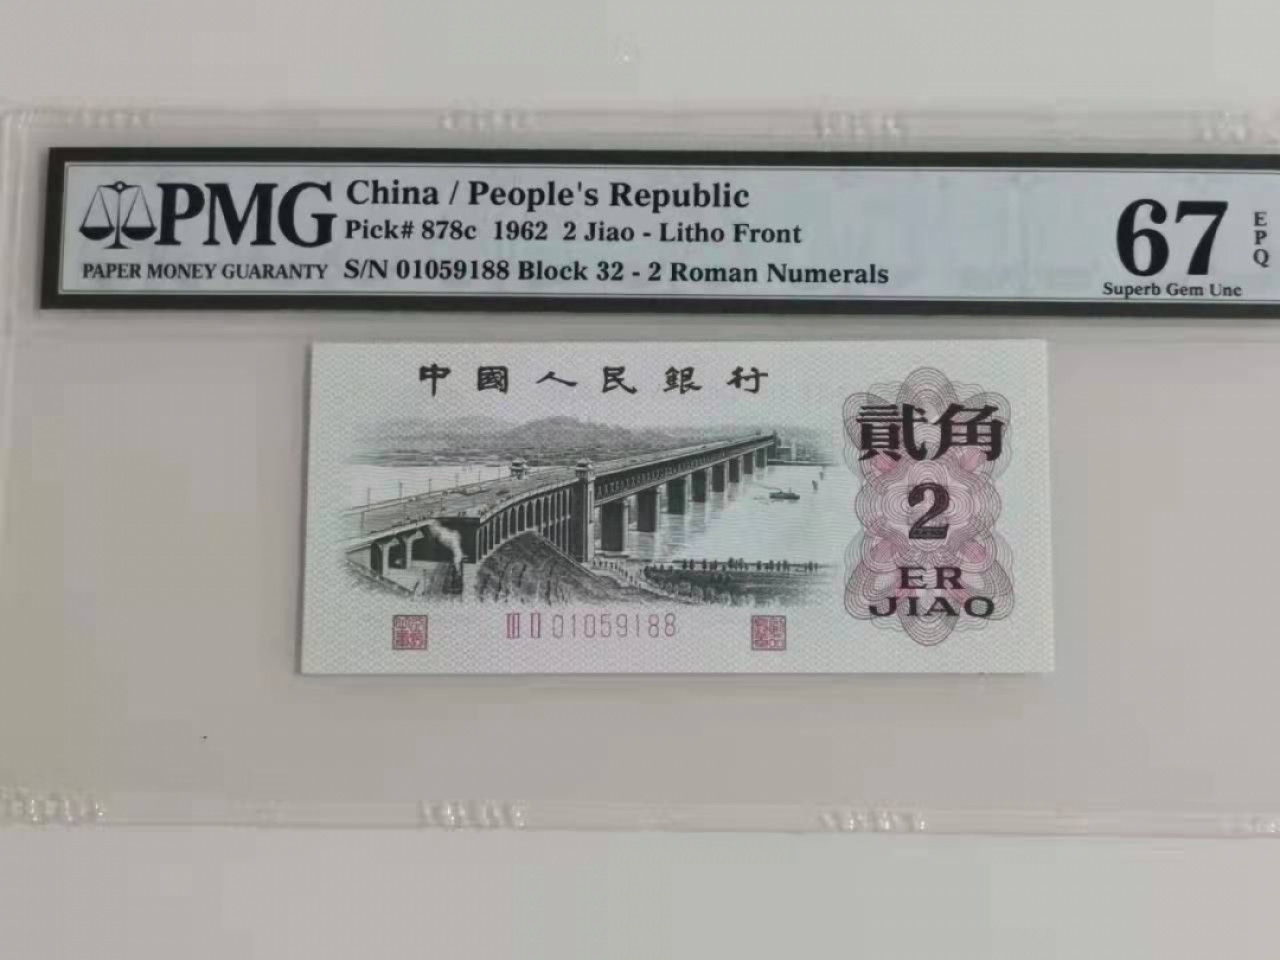 PMG
PAPER MONEY GUARANTY
China / People's Republic
Pick# 878c 1962 2 Jiao - Litho Front
S/N 01059188 Block 32 - 2 Roman Numerals
67
EPQ
Superb Gem Unc
中國人民銀行
貳角
2
ER
JIAO
III II 01059188